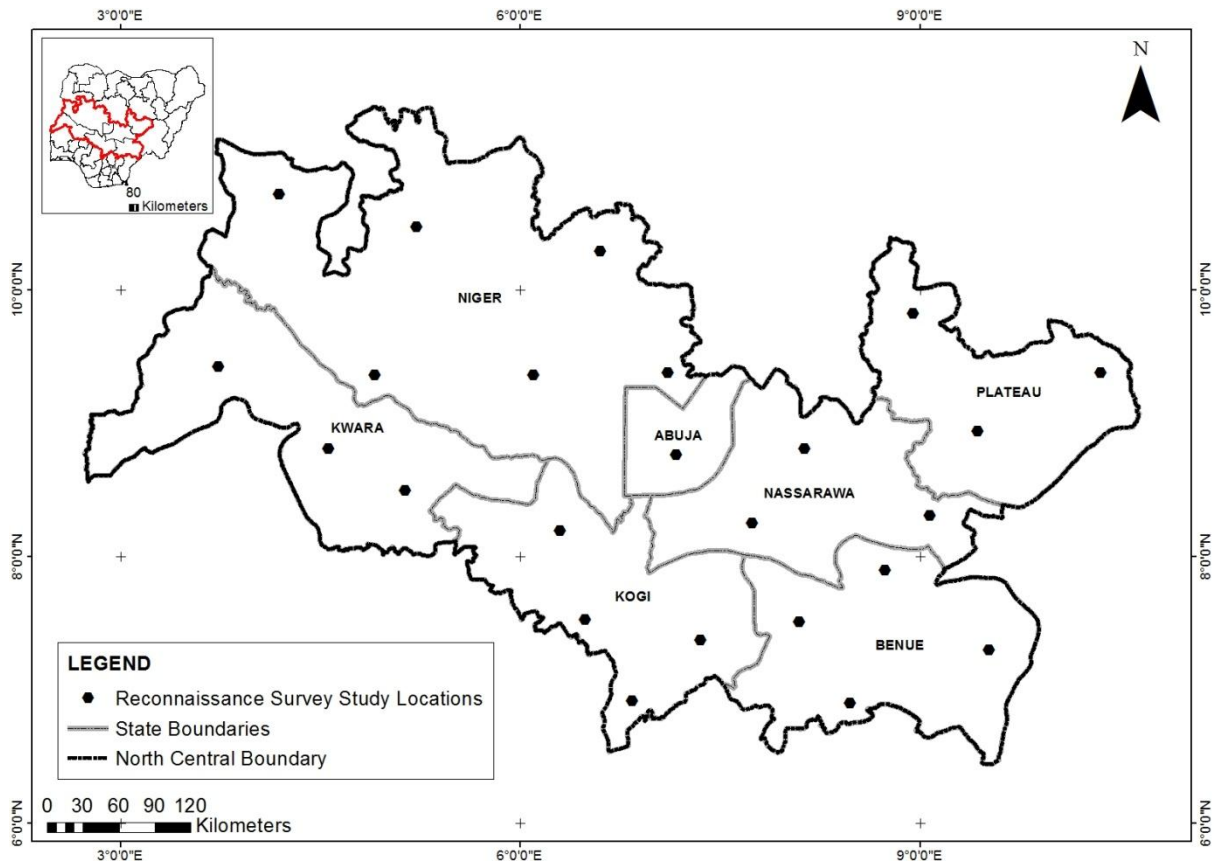 3°0'0"E 6°0'0"E 9°0'0"E
N
80
Kilometers
10°0'0"N 10°0'0"N
NIGER
PLATEAU
KWARA
ABUJA
NASSARAWA
8°0'0"N 8°0'0"N
KOGI
BENUE
LEGEND
Reconnaissance Survey Study Locations
State Boundaries
North Central Boundary
0 30 60 90 120
Kilometers
6°0'0"N 6°0'0"N
3°0'0"E 6°0'0"E 9°0'0"E